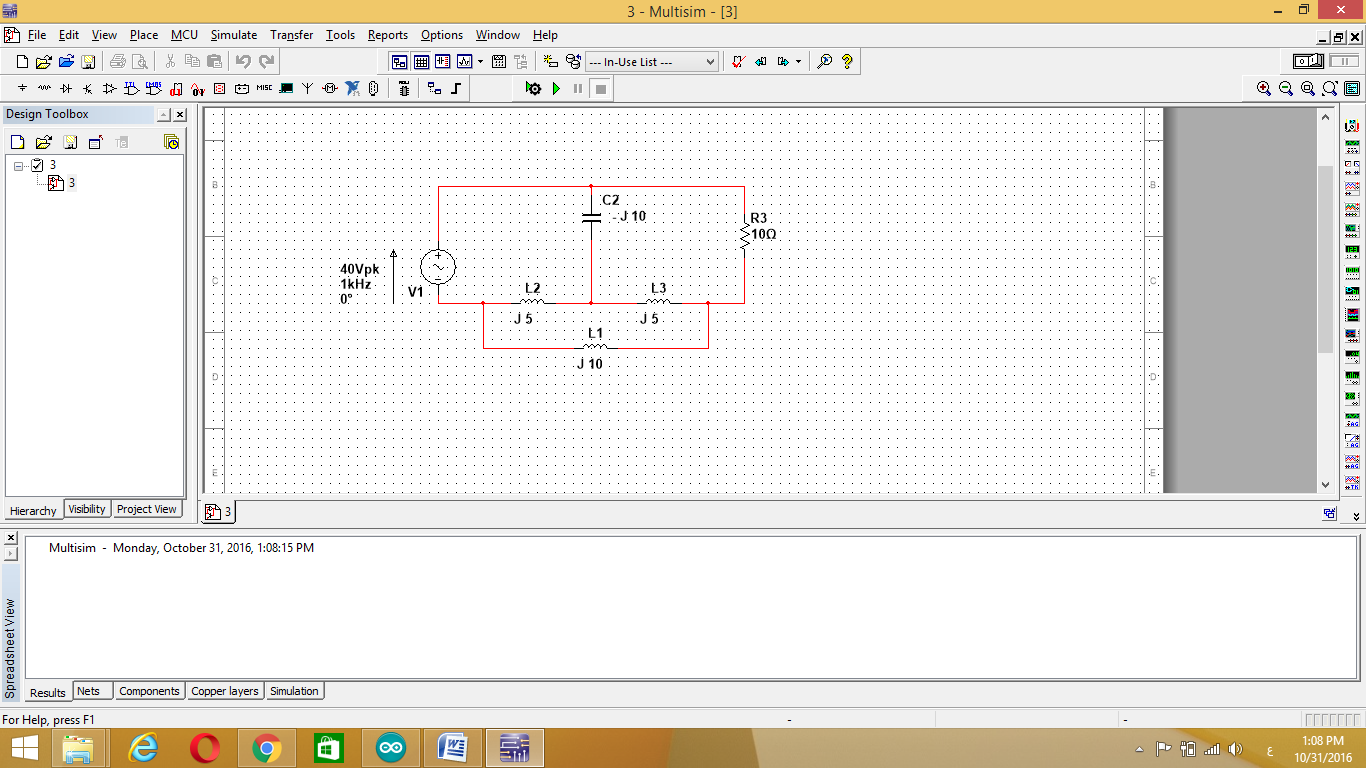 3 - Multisim - [3]
File Edit View Place MCU Simulate Transfer Tools Reports Options Window Help
--- In-Use List ---
MISC
Design Toolbox
3
3
B
C
D
E
B
C
D
E
C2
- J 10
R3
10Ω
40Vpk
1kHz
0°
V1
L2
J 5
L3
J 5
L1
J 10
Hierarchy Visibility Project View
3
Multisim - Monday, October 31, 2016, 1:08:15 PM
Spreadsheet View
Results Nets Components Copper layers Simulation
For Help, press F1
-
-
1:08 PM
ع
10/31/2016